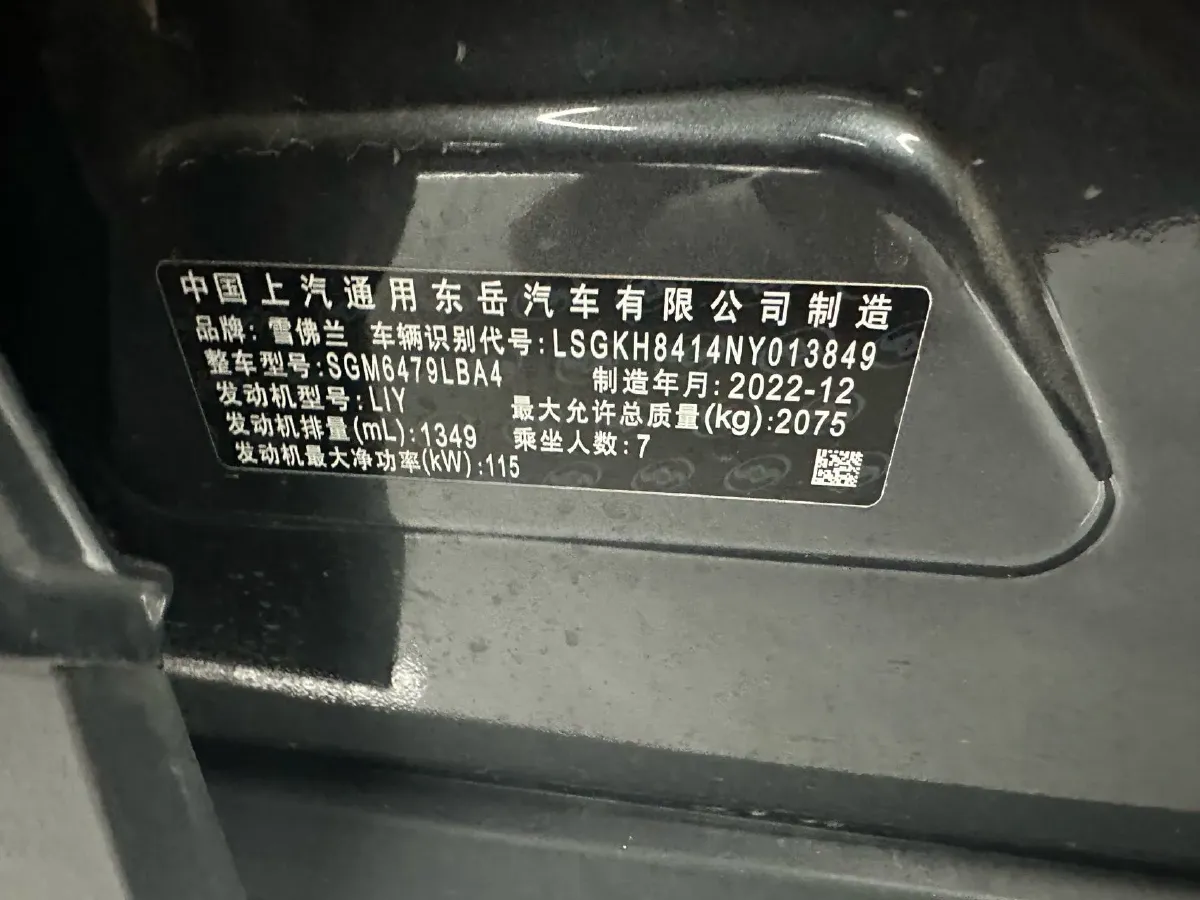 中国上汽通用东岳汽车有限公司制造
品牌: 雪佛兰 车辆识别代号:LSGKH8414NY013849
整车型号:SGM6479LBA4 制造年月:2022-12
发动机型号:LIY 最大允许总质量(kg):2075
发动机排量(mL):1349 乘坐人数:7
发动机最大净功率(kW):115